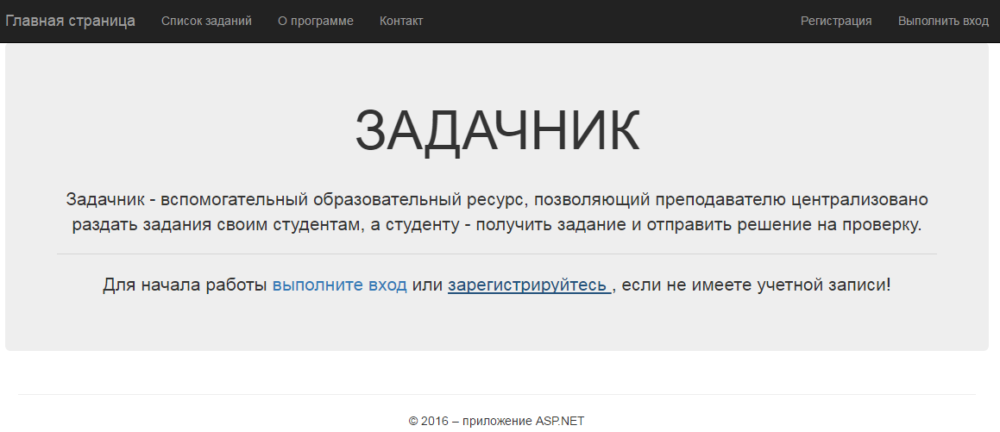 Главная страница Список заданий О программе Контакт Регистрация Выполнить вход
ЗАДАЧНИК
Задачник - вспомогательный образовательный ресурс, позволяющий преподавателю централизовано
раздать задания своим студентам, а студенту - получить задание и отправить решение на проверку.
Для начала работы выполните вход или зарегистрируйтесь , если не имеете учетной записи!
© 2016 – приложение ASP.NET